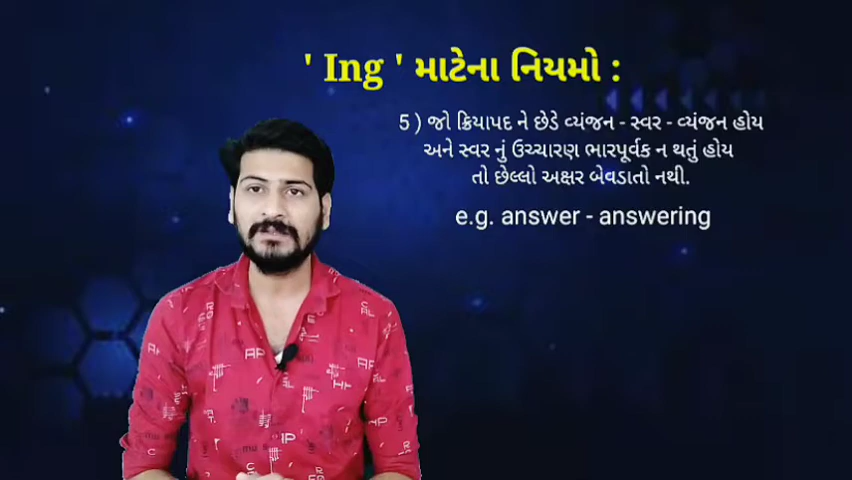 ' Ing ' માટેના નિયમો :
5 ) જો ક્રિયાપદ ને છેડે વ્યંજન - સ્વર - વ્યંજન હોય
અને સ્વર નું ઉચ્ચારણ ભારપૂર્વક ન થતું હોય
તો છેલ્લો અક્ષર બેવડાતો નથી.
e.g. answer - answering